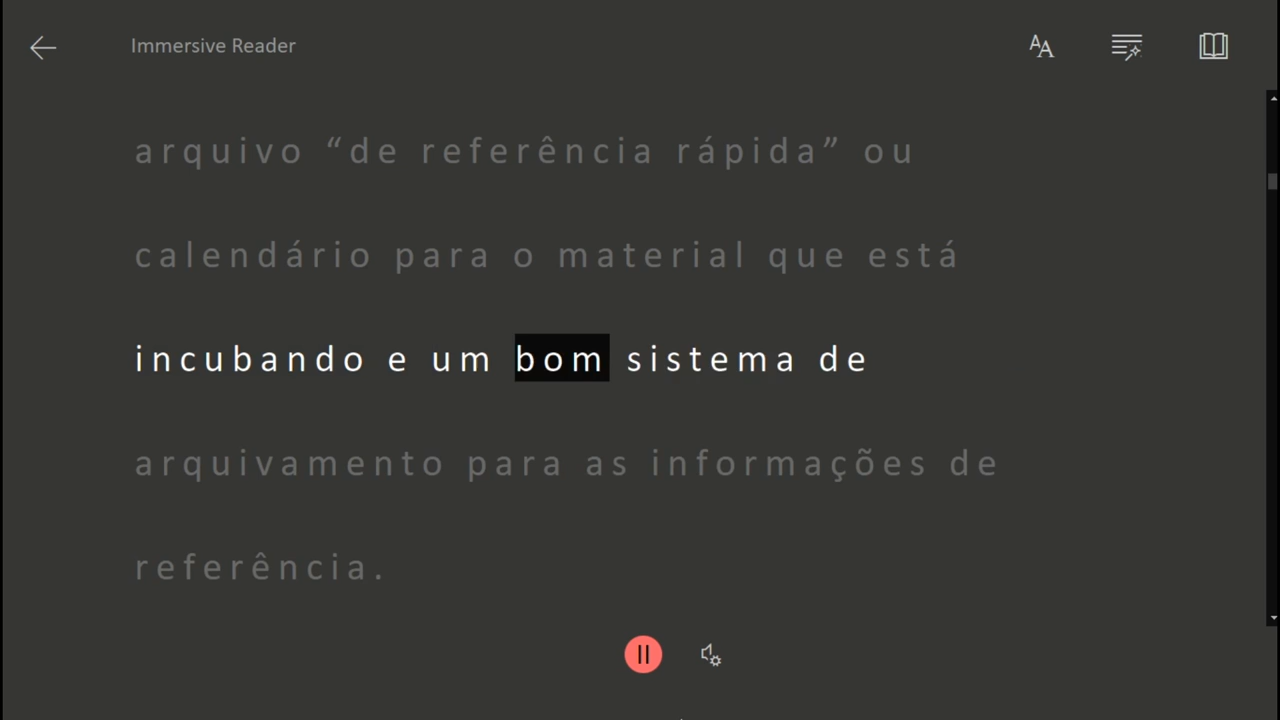 Immersive Reader
arquivo “de referência rápida” ou
calendário para o material que está
incubando e um bom sistema de
arquivamento para as informações de
referência.